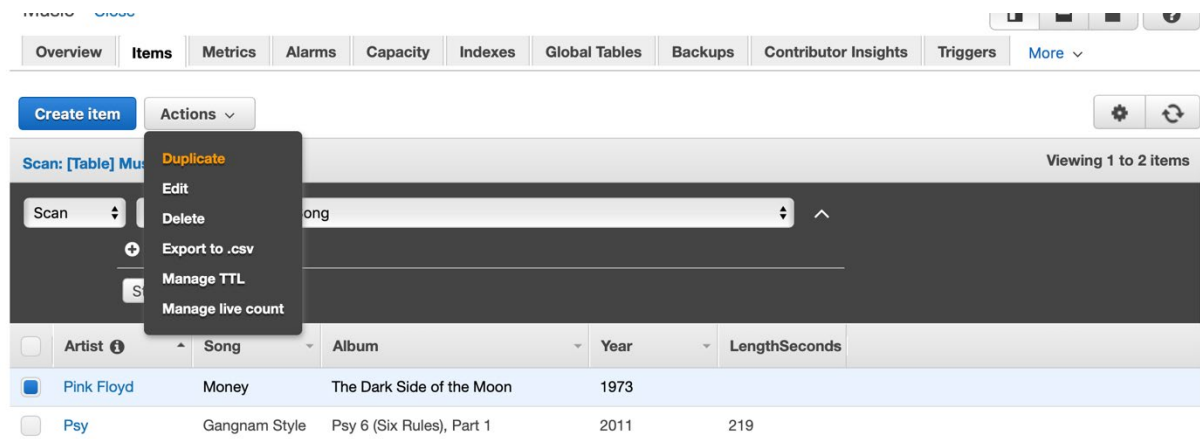 Music Close
Overview Items Metrics Alarms Capacity Indexes Global Tables Backups Contributor Insights Triggers More
Create item Actions
Scan: [Table] Mus Viewing 1 to 2 items
Duplicate
Edit
Scan ong
Delete
Export to .csv
Manage TTL
St
Manage live count
Artist Song Album Year LengthSeconds
Pink Floyd Money The Dark Side of the Moon 1973
Psy Gangnam Style Psy 6 (Six Rules), Part 1 2011 219